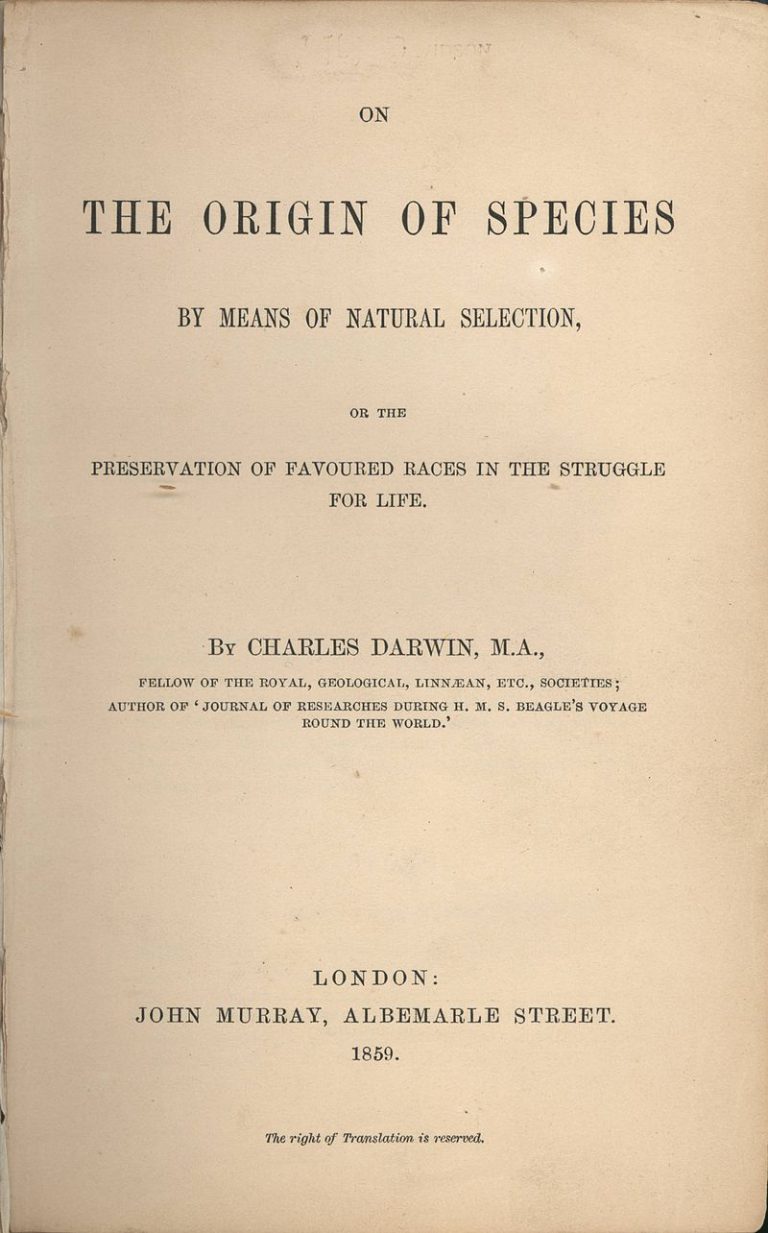 ON
THE ORIGIN OF SPECIES
BY MEANS OF NATURAL SELECTION,
OR THE
PRESERVATION OF FAVOURED RACES IN THE STRUGGLE
FOR LIFE.
BY CHARLES DARWIN, M.A.,
FELLOW OF THE ROYAL, GEOLOGICAL, LINNÆAN, ETC., SOCIETIES;
AUTHOR OF ‘JOURNAL OF RESEARCHES DURING H. M. S. BEAGLE’S VOYAGE
ROUND THE WORLD.’
LONDON:
JOHN MURRAY, ALBEMARLE STREET.
1859.
The right of Translation is reserved.